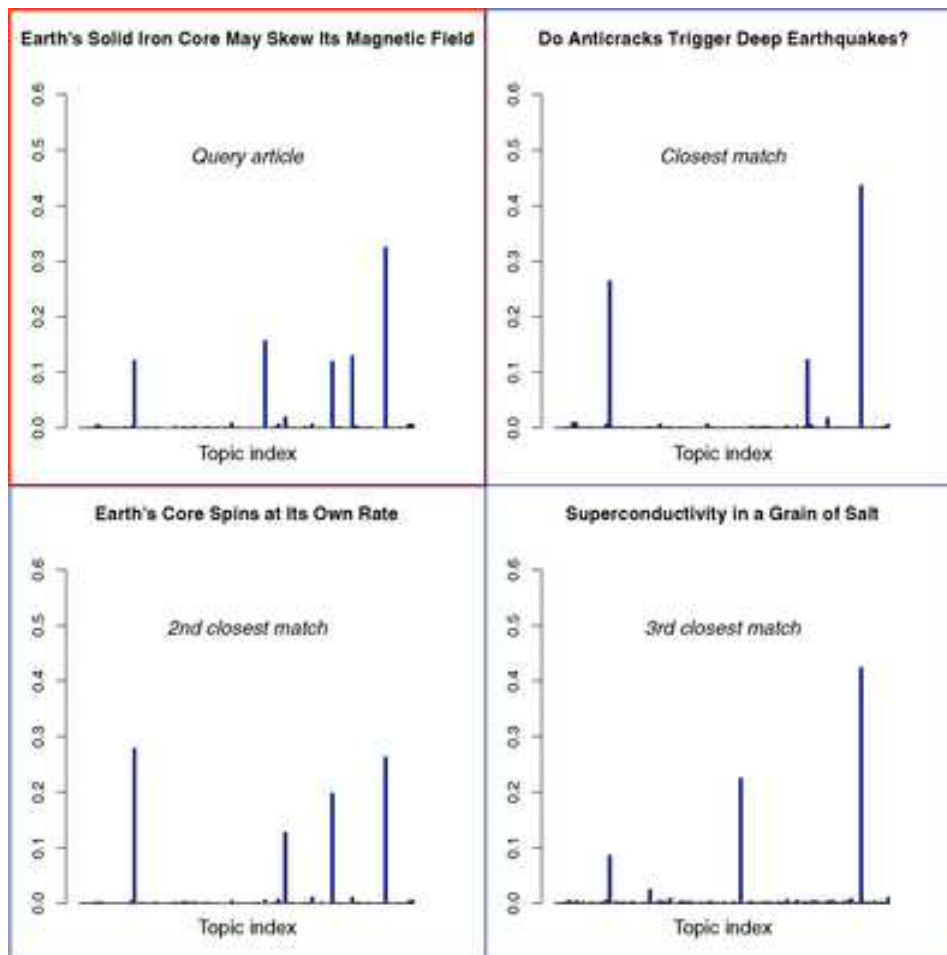 Earth's Solid Iron Core May Skew Its Magnetic Field
0.6
0.5
0.4
0.3
0.2
0.1
0.0
Query article
Topic index
Do Anticracks Trigger Deep Earthquakes?
0.6
0.5
0.4
0.3
0.2
0.1
0.0
Closest match
Topic index
Earth's Core Spins at Its Own Rate
0.6
0.5
0.4
0.3
0.2
0.1
0.0
2nd closest match
Topic index
Superconductivity in a Grain of Salt
0.6
0.5
0.4
0.3
0.2
0.1
0.0
3rd closest match
Topic index